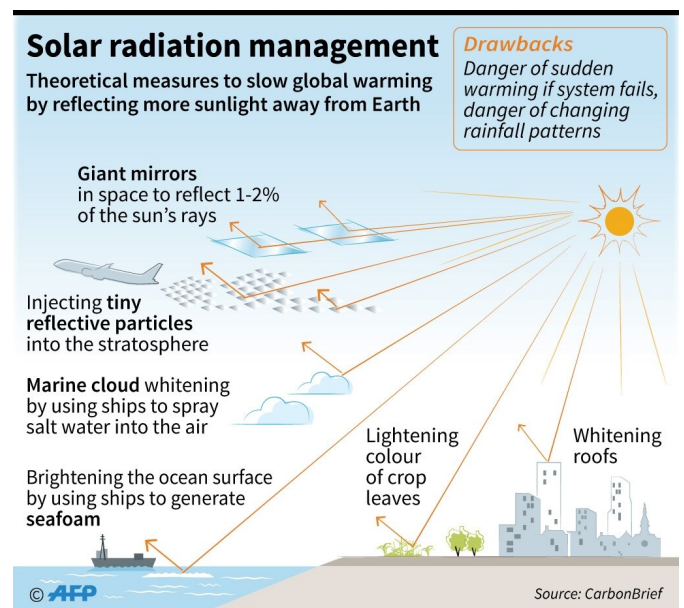 Solar radiation management
Theoretical measures to slow global warming
by reflecting more sunlight away from Earth
Drawbacks
Danger of sudden
warming if system fails,
danger of changing
rainfall patterns
Giant mirrors
in space to reflect 1-2%
of the sun's rays
Injecting tiny
reflective particles
into the stratosphere
Marine cloud whitening
by using ships to spray
salt water into the air
Brightening the ocean surface
by using ships to generate
seafoam
Lightening
colour
of crop
leaves
Whitening
roofs
© AFP
Source: CarbonBrief